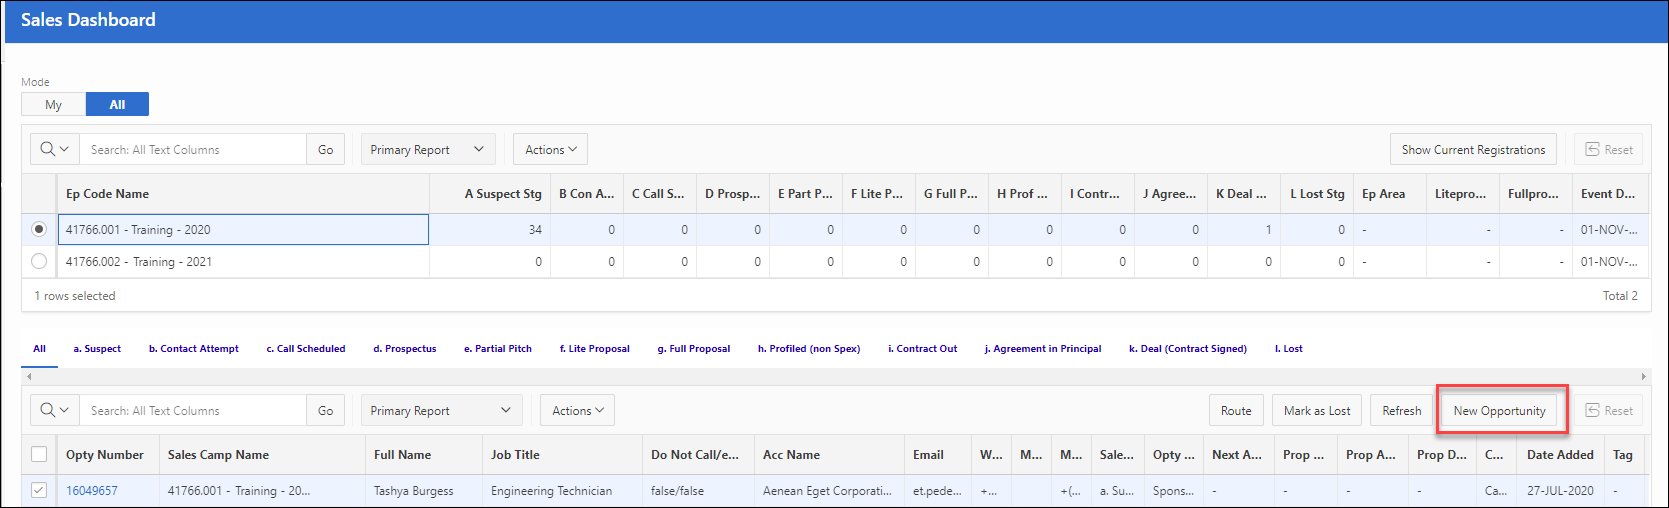 Sales Dashboard
Mode
My All
Search: All Text Columns Go Primary Report Actions Show Current Registrations Reset
Ep Code Name A Suspect Stg B Con A... C Call S... D Prosp... E Part P... F Lite P... G Full P... H Prof ... I Contr... J Agree... K Deal ... L Lost Stg Ep Area Litepro... Fullpro... Event D...
41766.001 - Training - 2020 34 0 0 0 0 0 0 0 0 0 1 0 - - - 01-NOV-...
41766.002 - Training - 2021 0 0 0 0 0 0 0 0 0 0 0 0 - - - 01-NOV-...
1 rows selected Total 2
All a. Suspect b. Contact Attempt c. Call Scheduled d. Prospectus e. Partial Pitch f. Lite Proposal g. Full Proposal h. Profiled (non Spex) i. Contract Out j. Agreement in Principal k. Deal (Contract Signed) l. Lost
Search: All Text Columns Go Primary Report Actions Route Mark as Lost Refresh New Opportunity Reset
Opty Number Sales Camp Name Full Name Job Title Do Not Call/e... Acc Name Email W... M... M... Sale... Opty ... Next A... Prop ... Prop A... Prop D... C... Date Added Tag
16049657 41766.001 - Training - 20... Tashya Burgess Engineering Technician false/false Aenean Eget Corporati... et.pede... +... +(... a. Su... Spons... - - - - Ca... 27-JUL-2020 -